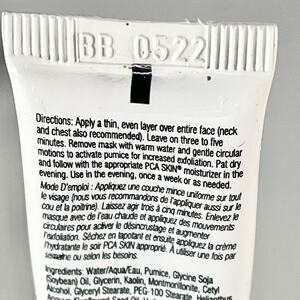 BB 0522
Directions: Apply a thin, even layer over entire face (neck
and chest also recommended). Leave on three to five
minutes. Remove mask with warm water and gentle circular
motions to activate pumice for increased exfoliation. Pat dry
and follow with the appropriate PCA SKIN® moisturizer in the
evening. Use in the evening, once a week or as needed.
Mode D'emploi : Appliquez une couche mince uniforme sur tout
le visage (nous vous recommandons de l'appliquer aussi sur le
cou et la poitrine). Laissez agir trois à cinq minutes. Enlevez le
masque avec de l'eau chaude et appliquez des mouvements
circulaires pour activer le désincrustage et augmenter
l'exfoliation. Séchez en tapotant et ensuite appliquez la crème
hydratante le soir PCA SKIN approprié. À utiliser une fois par
semaine ou selon les besoins.
Ingredients: Water/Aqua/Eau, Pumice, Glycine Soja
(Soybean) Oil, Glycerin, Kaolin, Montmorillonite, Cetyl
Alcohol, Glyceryl Stearate, PEG-100 Stearate, Helianthus